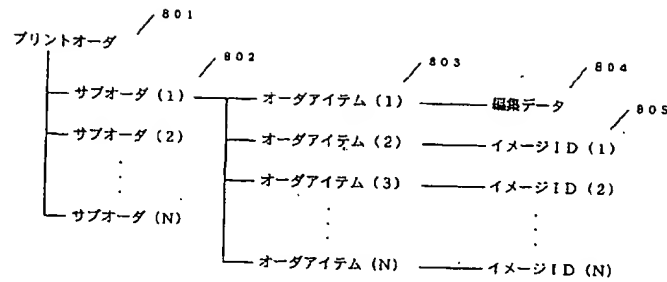 801
プリントオーダ
802
803
804
サブオーダ（1） オーダアイテム（1） 編集データ
805
サブオーダ（2） オーダアイテム（2） イメージID（1）
オーダアイテム（3） イメージID（2）
サブオーダ（N）
オーダアイテム（N） イメージID（N）